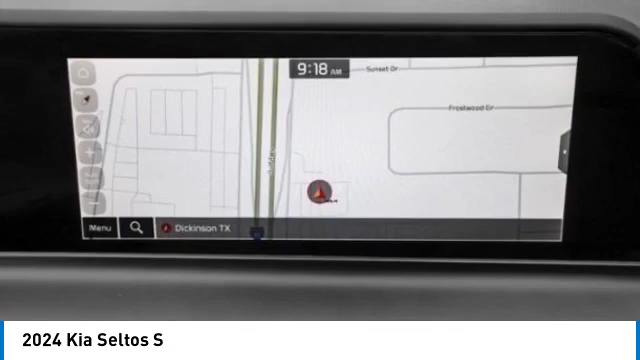 9:18 AM
Sunset Dr
Frostwood Dr
Menu
Dickinson TX
2024 Kia Seltos S